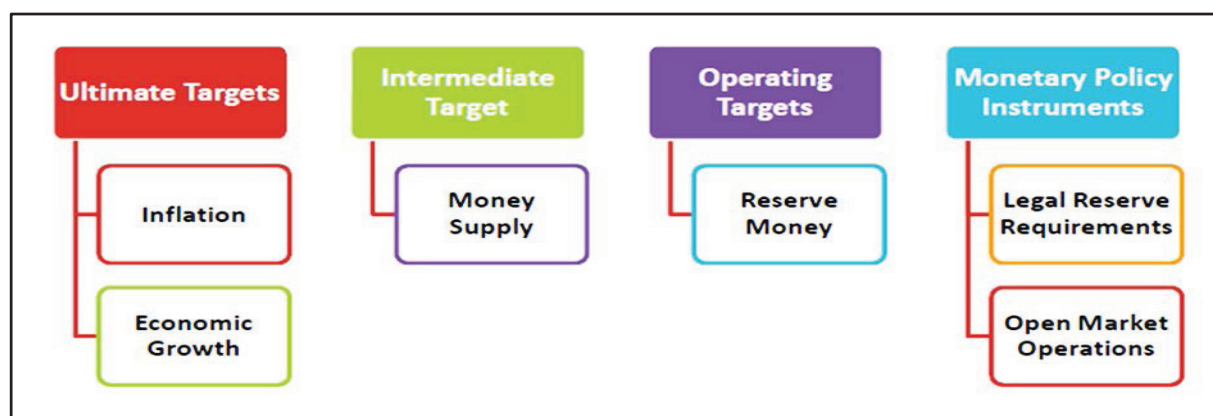 Ultimate Targets
Inflation
Economic
Growth
Intermediate
Target
Money
Supply
Operating
Targets
Reserve
Money
Monetary Policy
Instruments
Legal Reserve
Requirements
Open Market
Operations